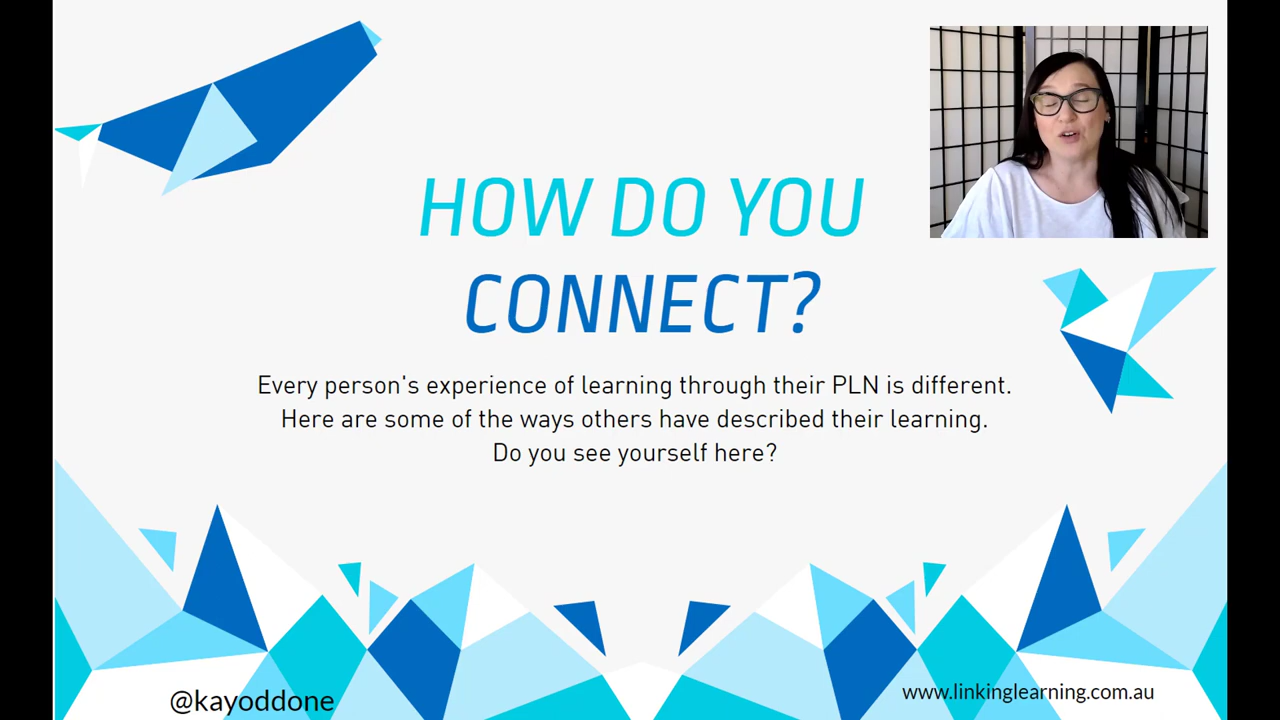 HOW DO YOU
CONNECT?
Every person's experience of learning through their PLN is different.
Here are some of the ways others have described their learning.
Do you see yourself here?
@kayoddone
www.linkinglearning.com.au